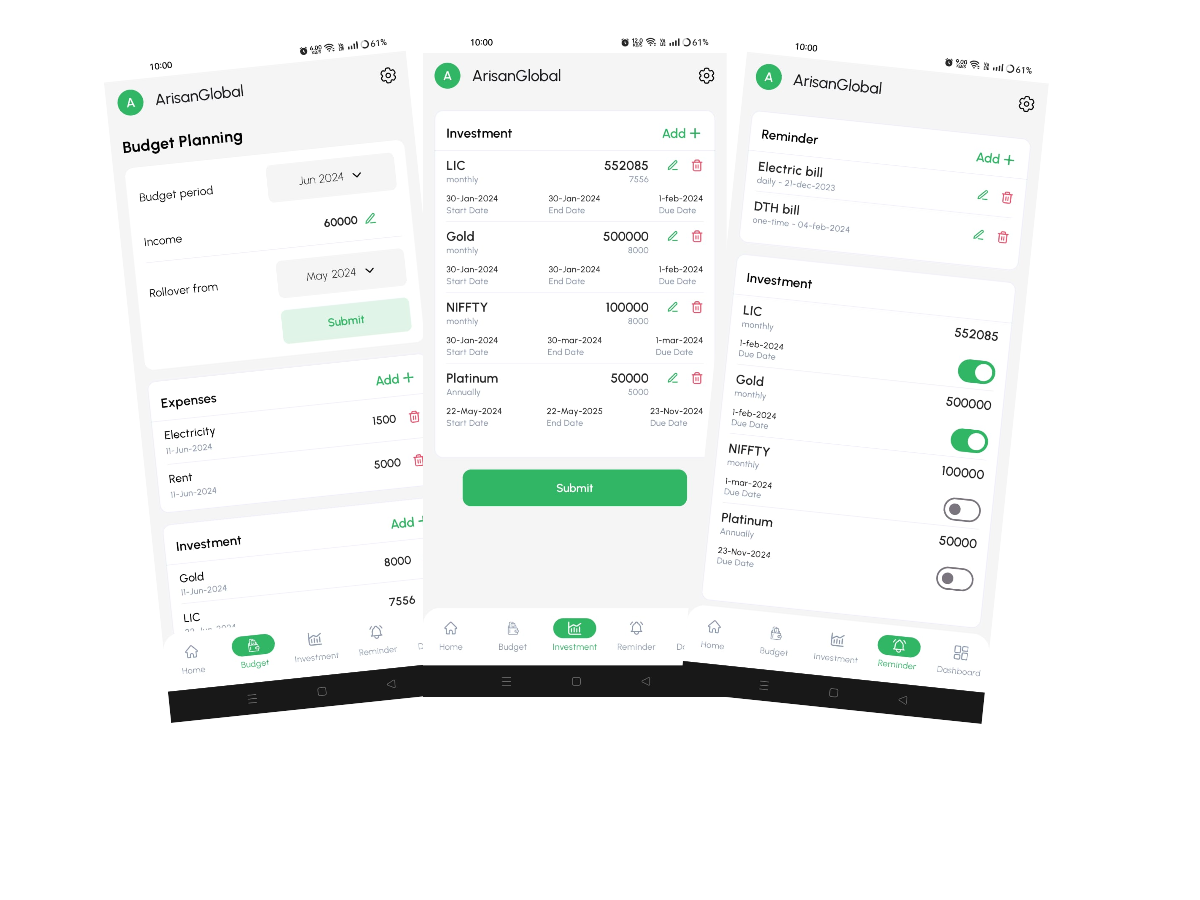 10:00
61%
A ArisanGlobal
Budget Planning
Budget period Jun 2024
Income 60000
Rollover from May 2024
Submit
Expenses Add +
Electricity 1500
11-Jun-2024
Rent 5000
11-Jun-2024
Investment Add +
Gold 8000
11-Jun-2024
LIC 7556
Home Budget Investment Reminder
10:00
61%
A ArisanGlobal
Investment Add +
LIC 552085
monthly 7556
30-Jan-2024 30-Jan-2024 1-feb-2024
Start Date End Date Due Date
Gold 500000
monthly 8000
30-Jan-2024 30-Jan-2024 1-feb-2024
Start Date End Date Due Date
NIFFTY 100000
monthly 8000
30-Jan-2024 30-mar-2024 1-mar-2024
Start Date End Date Due Date
Platinum 50000
Annually 5000
22-May-2024 22-May-2025 23-Nov-2024
Start Date End Date Due Date
Submit
Home Budget Investment Reminder
10:00
61%
A ArisanGlobal
Reminder Add +
Electric bill
daily - 21-dec-2023
DTH bill
one-time - 04-feb-2024
Investment
LIC 552085
monthly
1-feb-2024
Due Date
Gold 500000
monthly
1-feb-2024
Due Date
NIFFTY 100000
monthly
1-mar-2024
Due Date
Platinum 50000
Annually
23-Nov-2024
Due Date
Home Budget Investment Reminder Dashboard